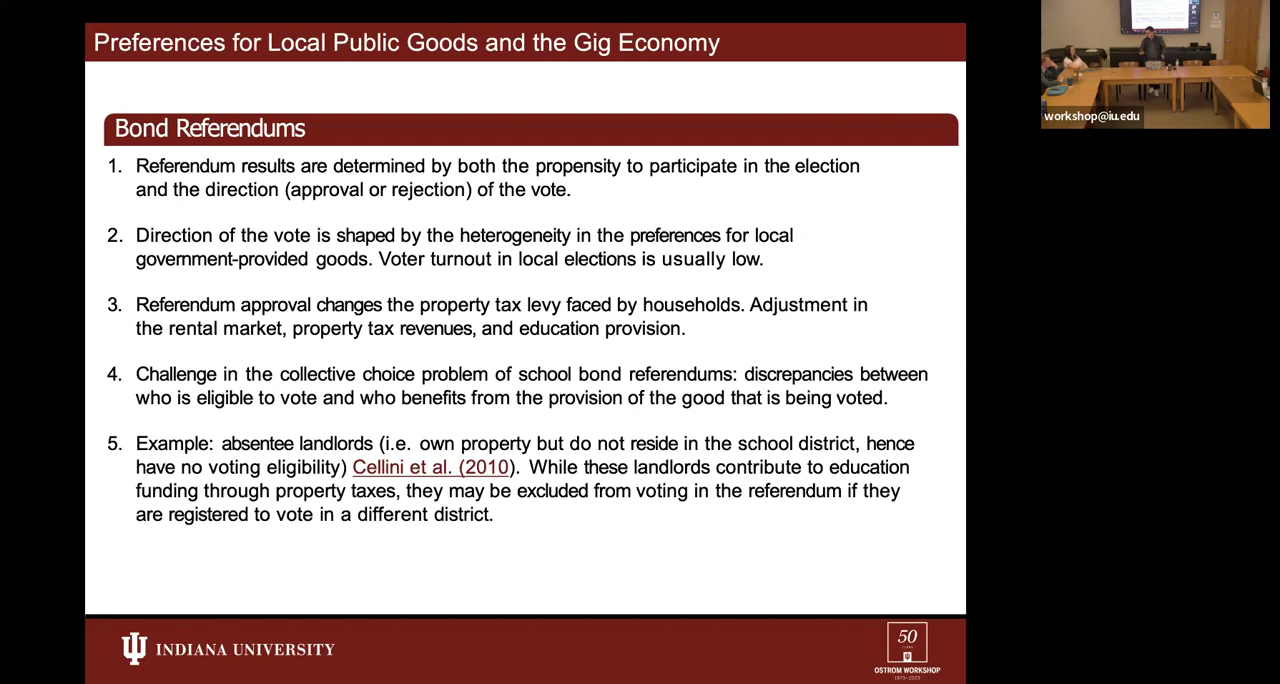 Preferences for Local Public Goods and the Gig Economy
workshop@iu.edu
Bond Referendums
1. Referendum results are determined by both the propensity to participate in the election
and the direction (approval or rejection) of the vote.
2. Direction of the vote is shaped by the heterogeneity in the preferences for local
government-provided goods. Voter turnout in local elections is usually low.
3. Referendum approval changes the property tax levy faced by households. Adjustment in
the rental market, property tax revenues, and education provision.
4. Challenge in the collective choice problem of school bond referendums: discrepancies between
who is eligible to vote and who benefits from the provision of the good that is being voted.
5. Example: absentee landlords (i.e. own property but do not reside in the school district, hence
have no voting eligibility) Cellini et al. (2010). While these landlords contribute to education
funding through property taxes, they may be excluded from voting in the referendum if they
are registered to vote in a different district.
INDIANA UNIVERSITY
50
OSTROM WORKSHOP
1973–2023